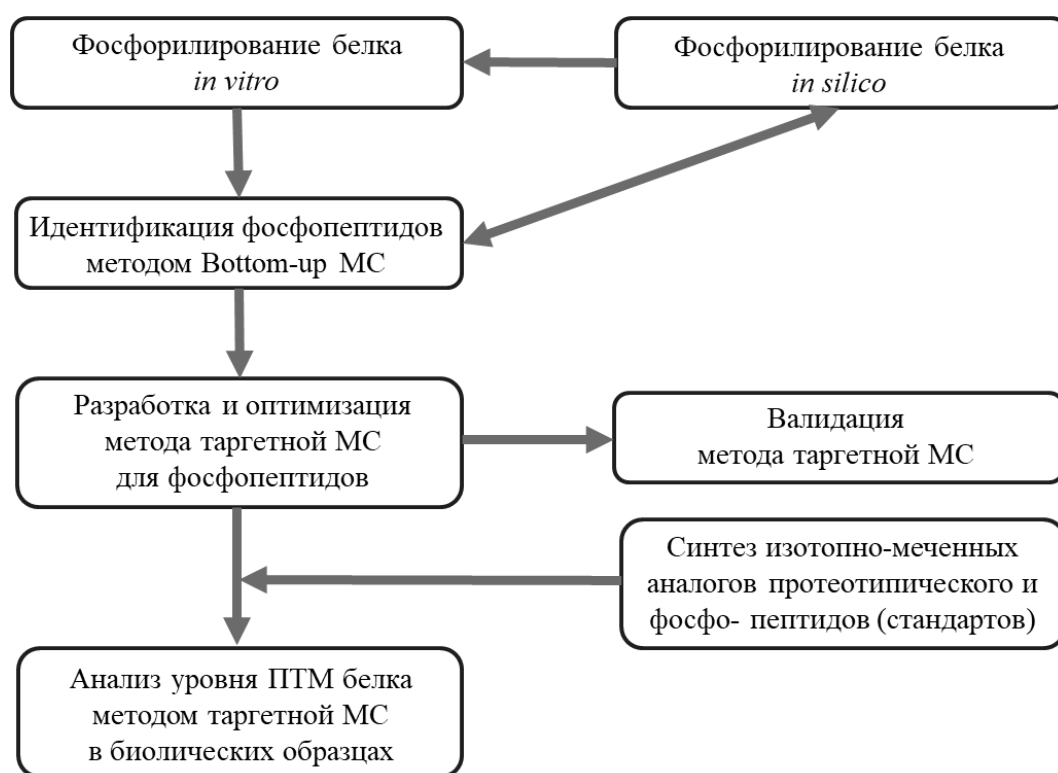 Фосфорилирование белка
in vitro
Фосфорилирование белка
in silico
Идентификация фосфопептидов
методом Bottom-up МС
Разработка и оптимизация
метода таргетной МС
для фосфопептидов
Валидация
метода таргетной МС
Синтез изотопно-меченных
аналогов протеотипического и
фосфо- пептидов (стандартов)
Анализ уровня ПТМ белка
методом таргетной МС
в биолических образцах